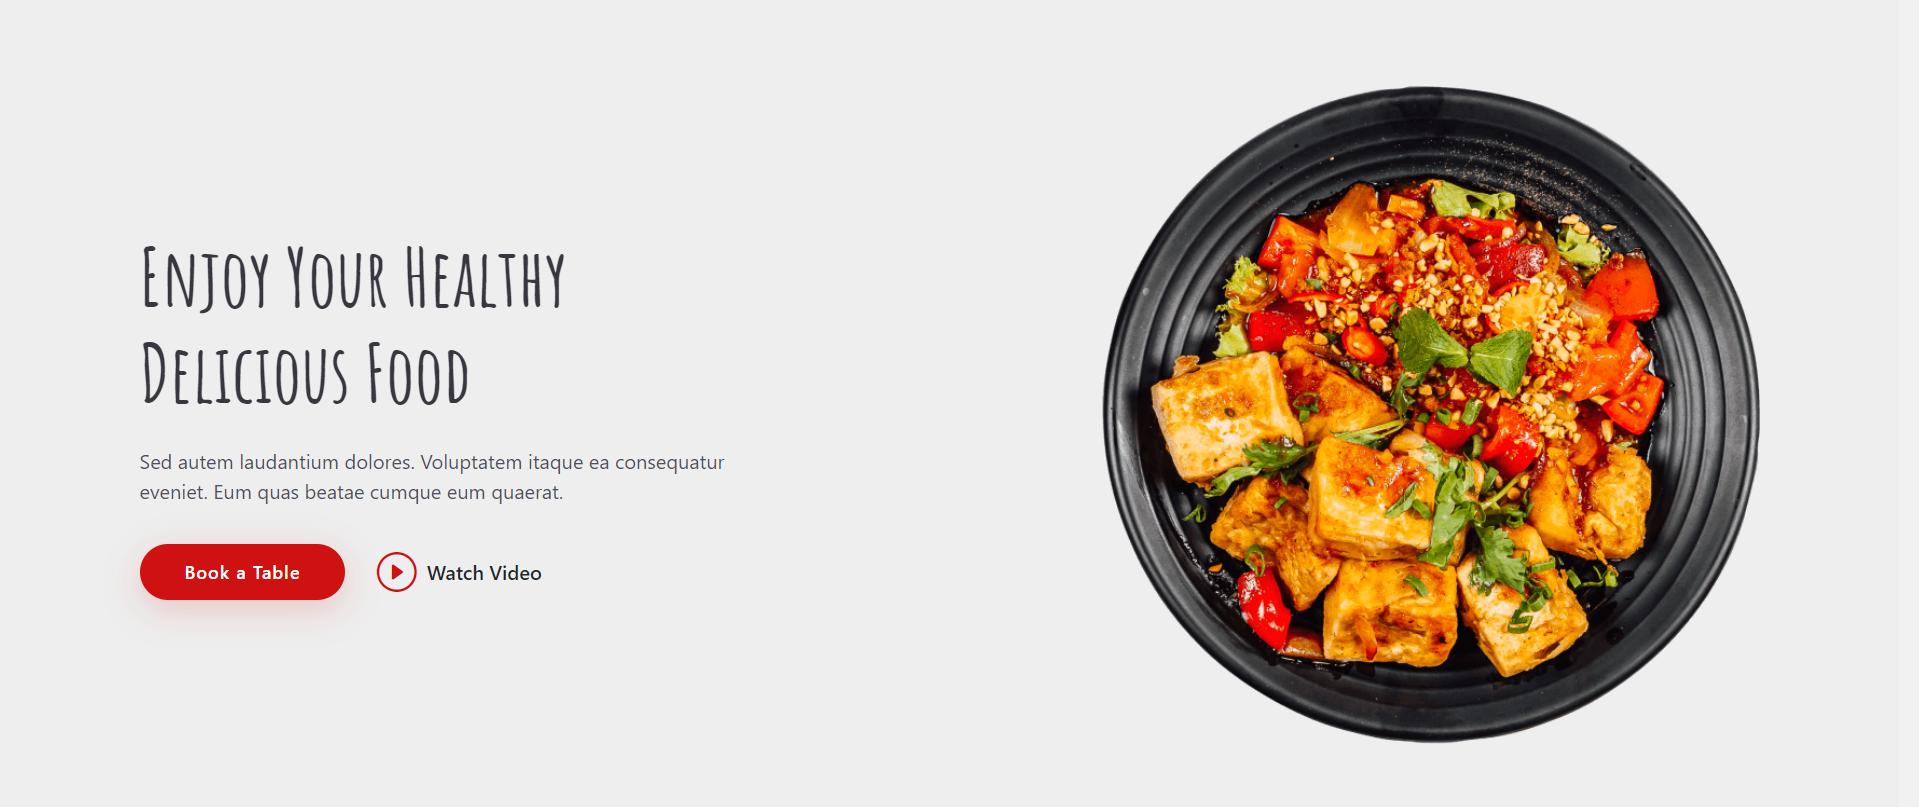 Enjoy Your Healthy
Delicious Food
Sed autem laudantium dolores. Voluptatem itaque ea consequatur
eveniet. Eum quas beatae cumque eum quaerat.
Book a Table
Watch Video